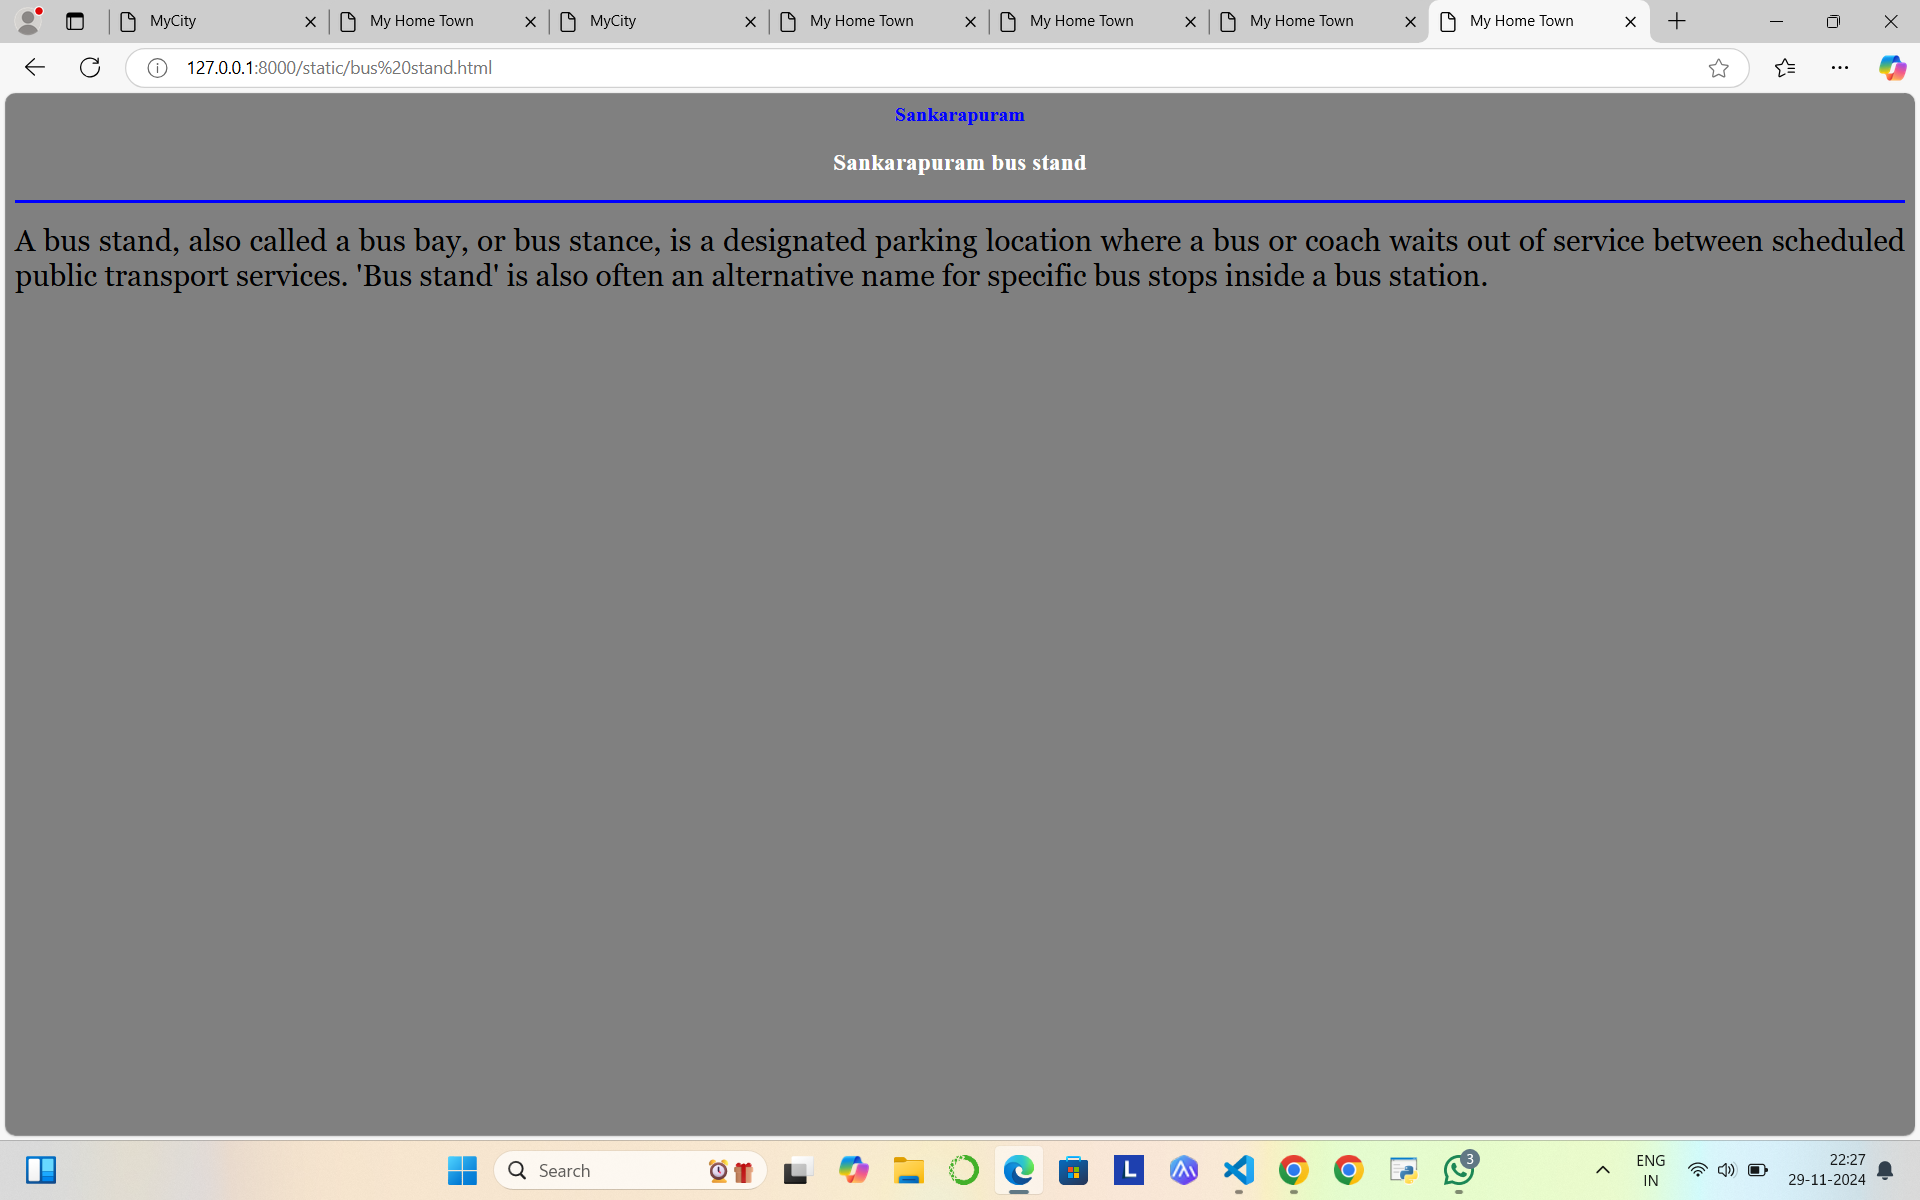 MyCity
My Home Town
MyCity
My Home Town
My Home Town
My Home Town
My Home Town
127.0.0.1:8000/static/bus%20stand.html
Sankarapuram
Sankarapuram bus stand
A bus stand, also called a bus bay, or bus stance, is a designated parking location where a bus or coach waits out of service between scheduled
public transport services. 'Bus stand' is also often an alternative name for specific bus stops inside a bus station.
Search
L
3
ENG
IN
22:27
29-11-2024